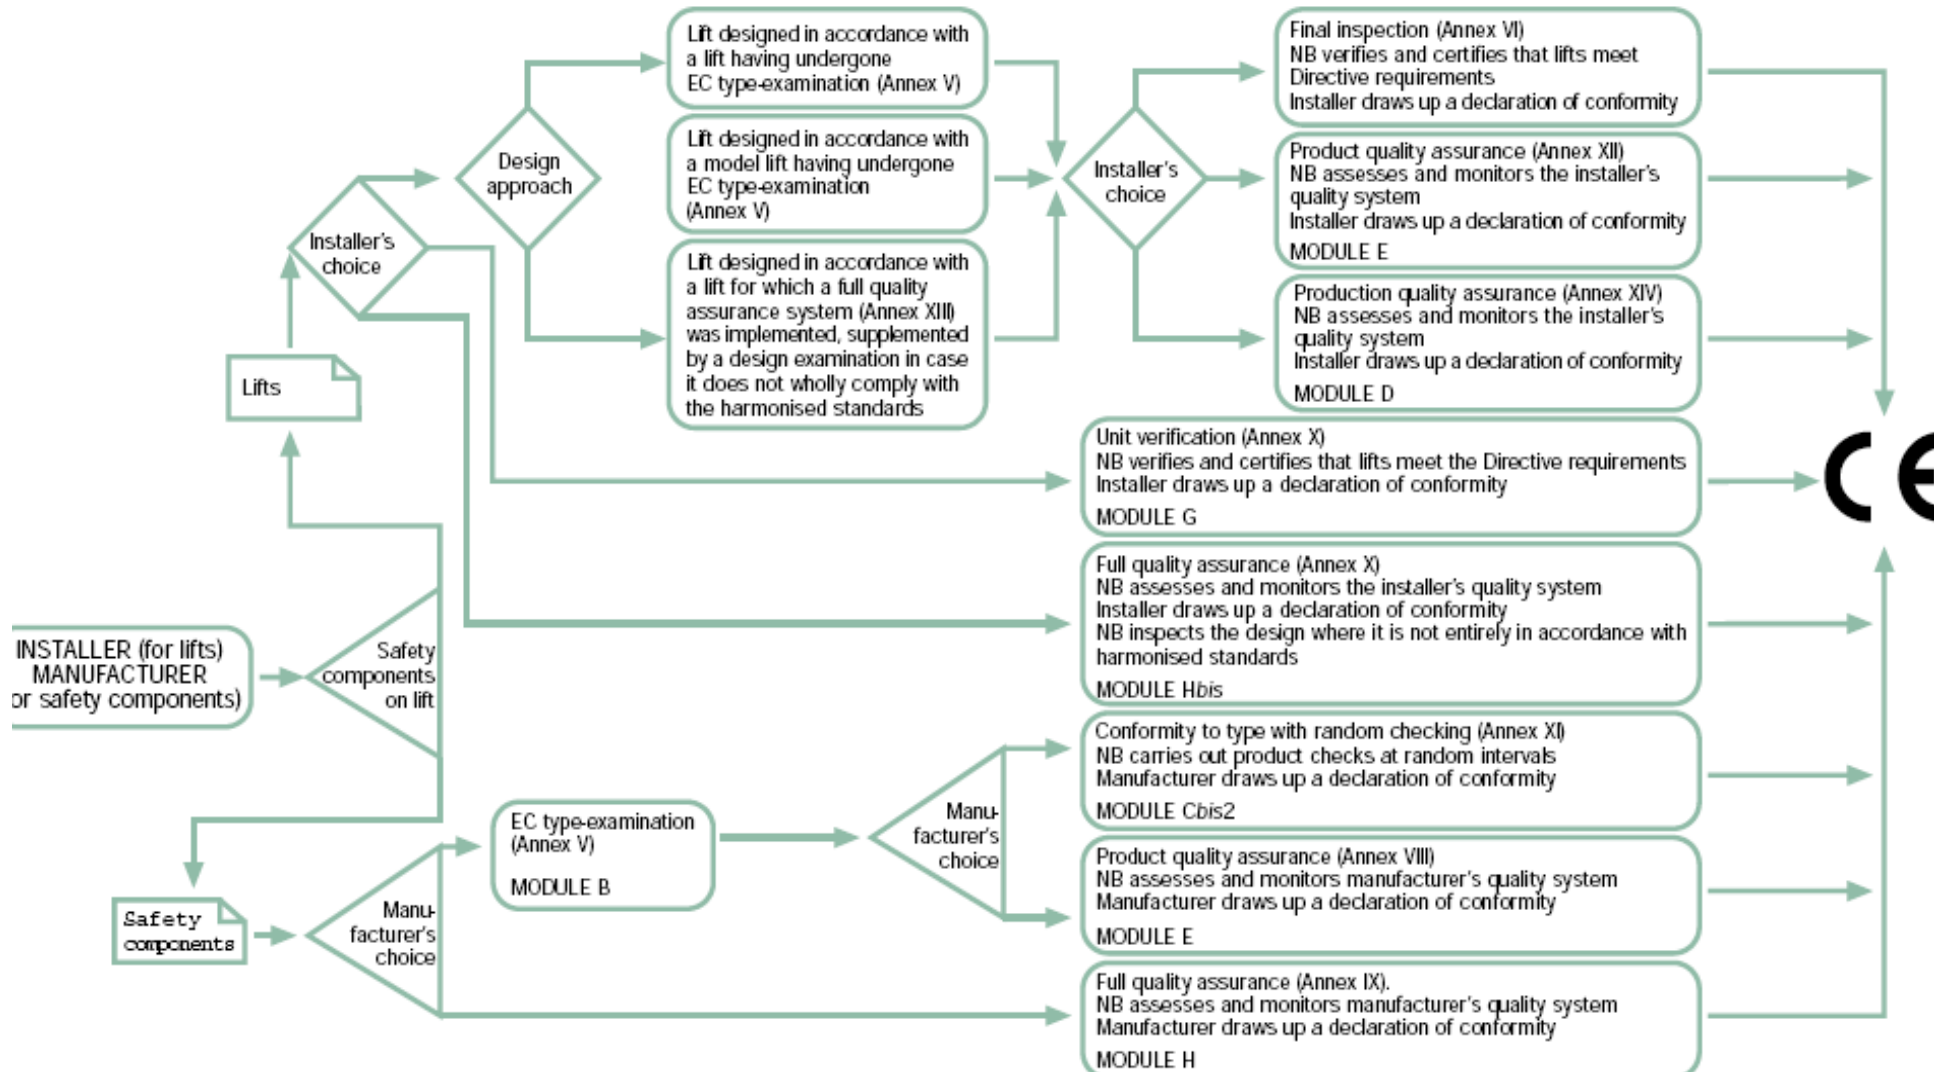 Lift designed in accordance with
a lift having undergone
EC type-examination (Annex V)
Lift designed in accordance with
a model lift having undergone
EC type-examination
(Annex V)
Lift designed in accordance with
a lift for which a full quality
assurance system (Annex XIII)
was implemented, supplemented
by a design examination in case
it does not wholly comply with
the harmonised standards
Design
approach
Installer's
choice
Lifts
Installer's
choice
Final inspection (Annex VI)
NB verifies and certifies that lifts meet
Directive requirements
Installer draws up a declaration of conformity
Product quality assurance (Annex XII)
NB assesses and monitors the installer's
quality system
Installer draws up a declaration of conformity
MODULE E
Production quality assurance (Annex XIV)
NB assesses and monitors the installer's
quality system
Installer draws up a declaration of conformity
MODULE D
Unit verification (Annex X)
NB verifies and certifies that lifts meet the Directive requirements
Installer draws up a declaration of conformity
MODULE G
CE
Full quality assurance (Annex X)
NB assesses and monitors the installer's quality system
Installer draws up a declaration of conformity
NB inspects the design where it is not entirely in accordance with
harmonised standards
MODULE Hbis
INSTALLER (for lifts)
MANUFACTURER
or safety components)
Safety
components
on lift
Conformity to type with random checking (Annex XI)
NB carries out product checks at random intervals
Manufacturer draws up a declaration of conformity
MODULE Cbis2
EC type-examination
(Annex V)
MODULE B
Manu-
facturer's
choice
Product quality assurance (Annex VIII)
NB assesses and monitors manufacturer's quality system
Manufacturer draws up a declaration of conformity
MODULE E
Safety
components
Manu-
facturer's
choice
Full quality assurance (Annex IX).
NB assesses and monitors manufacturer's quality system
Manufacturer draws up a declaration of conformity
MODULE H